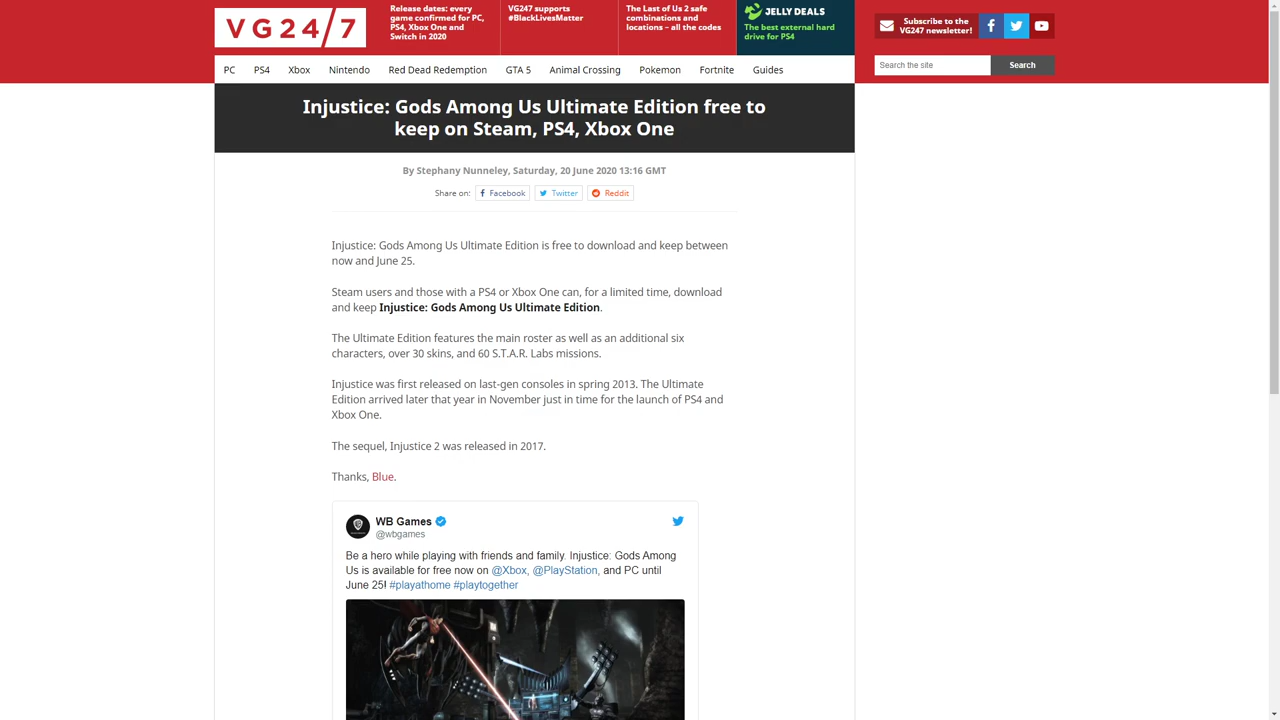 VG24/7
Release dates: every
game confirmed for PC,
PS4, Xbox One and
Switch in 2020
VG247 supports
#BlackLivesMatter
The Last of Us 2 safe
combinations and
locations – all the codes
JELLY DEALS
The best external hard
drive for PS4
Subscribe to the
VG247 newsletter!
PC PS4 Xbox Nintendo Red Dead Redemption GTA 5 Animal Crossing Pokemon Fortnite Guides
Search the site Search
Injustice: Gods Among Us Ultimate Edition free to
keep on Steam, PS4, Xbox One
By Stephany Nunneley, Saturday, 20 June 2020 13:16 GMT
Share on: Facebook Twitter Reddit
Injustice: Gods Among Us Ultimate Edition is free to download and keep between
now and June 25.
Steam users and those with a PS4 or Xbox One can, for a limited time, download
and keep Injustice: Gods Among Us Ultimate Edition.
The Ultimate Edition features the main roster as well as an additional six
characters, over 30 skins, and 60 S.T.A.R. Labs missions.
Injustice was first released on last-gen consoles in spring 2013. The Ultimate
Edition arrived later that year in November just in time for the launch of PS4 and
Xbox One.
The sequel, Injustice 2 was released in 2017.
Thanks, Blue.
WB Games
@wbgames
Be a hero while playing with friends and family. Injustice: Gods Among
Us is available for free now on @Xbox, @PlayStation, and PC until
June 25! #playathome #playtogether